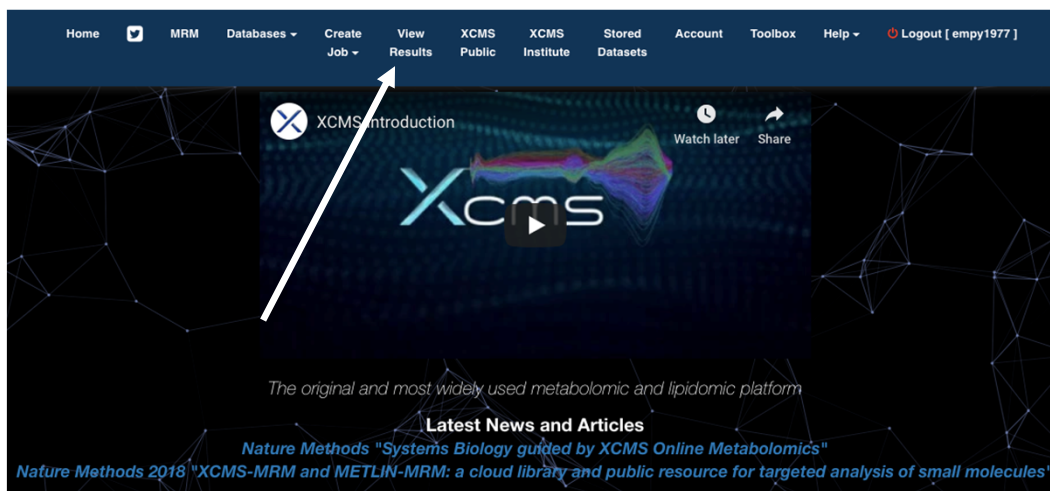 Home MRM Databases Create Job View Results XCMS Public XCMS Institute Stored Datasets Account Toolbox Help Logout [ empy1977 ]
XCMS Introduction
Watch later Share
Xcms
The original and most widely used metabolomic and lipidomic platform
Latest News and Articles
Nature Methods "Systems Biology guided by XCMS Online Metabolomics"
Nature Methods 2018 "XCMS-MRM and METLIN-MRM: a cloud library and public resource for targeted analysis of small molecules"